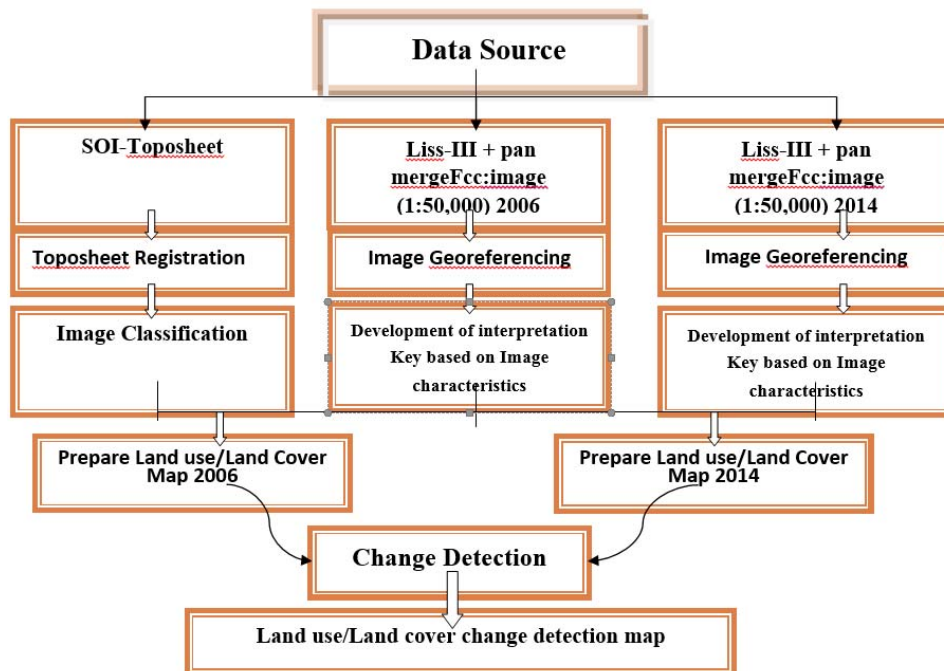 Data Source
SOI-Toposheet
Liss-III + pan
mergeFcc:image
(1:50,000) 2006
Liss-III + pan
mergeFcc:image
(1:50,000) 2014
Toposheet Registration
Image Georeferencing
Image Georeferencing
Image Classification
Development of interpretation
Key based on Image
characteristics
Development of interpretation
Key based on Image
characteristics
Prepare Land use/Land Cover
Map 2006
Prepare Land use/Land Cover
Map 2014
Change Detection
Land use/Land cover change detection map